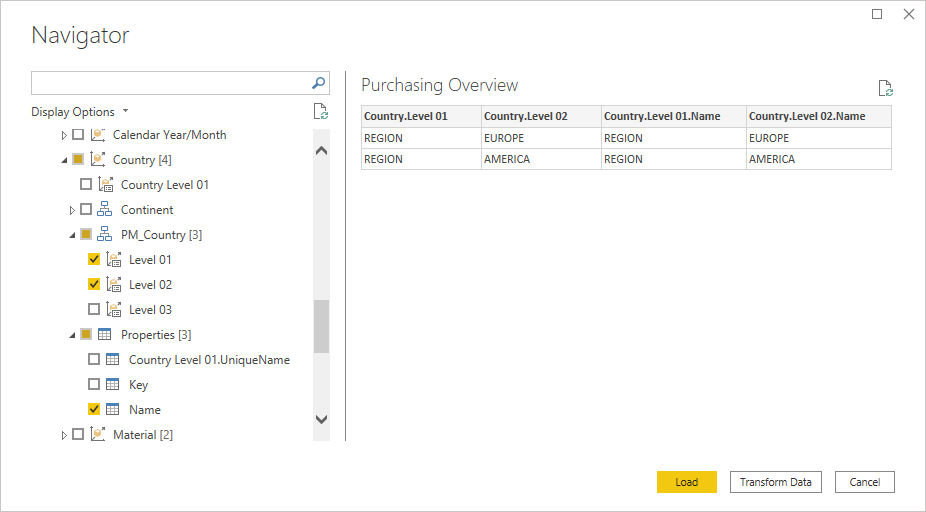 Navigator
Display Options
Calendar Year/Month
Country [4]
Country Level 01
Continent
PM_Country [3]
Level 01
Level 02
Level 03
Properties [3]
Country Level 01.UniqueName
Key
Name
Material [2]
Purchasing Overview
Country.Level 01 Country.Level 02 Country.Level 01.Name Country.Level 02.Name
REGION EUROPE REGION EUROPE
REGION AMERICA REGION AMERICA
Load Transform Data Cancel